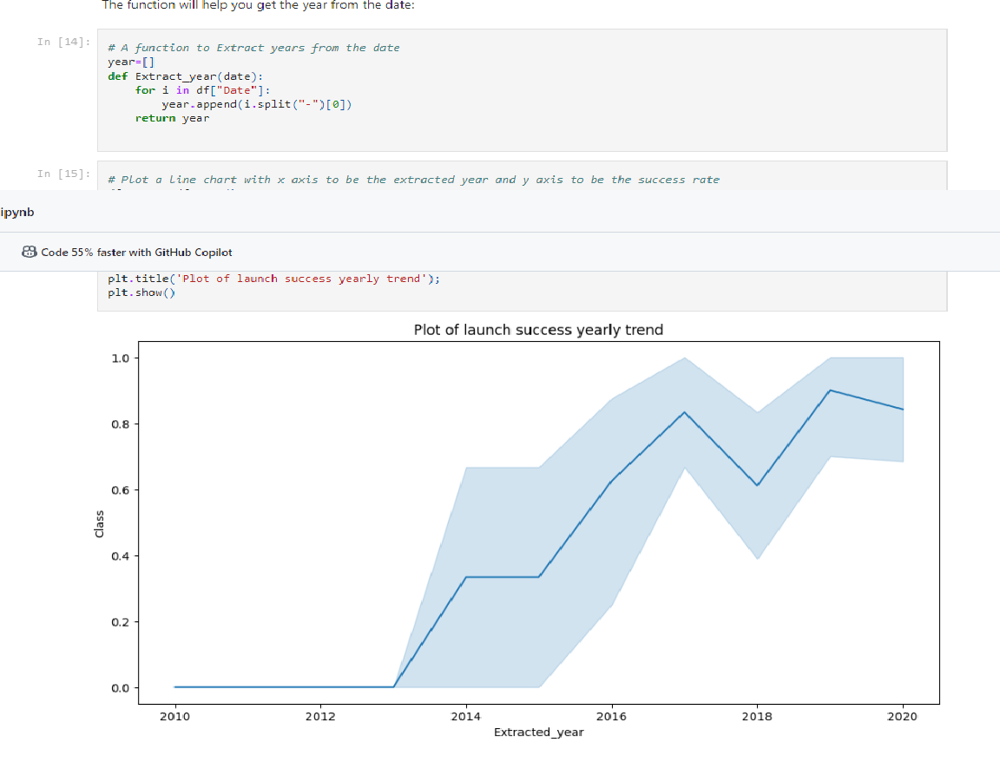 The function will help you get the year from the date:
In [14]:
# A function to Extract years from the date
year=[]
def Extract_year(date):
    for i in df["Date"]:
        year.append(i.split("-")[0])
    return year
In [15]:
# Plot a line chart with x axis to be the extracted year and y axis to be the success rate
ipynb
Code 55% faster with GitHub Copilot
plt.title('Plot of launch success yearly trend');
plt.show()
Plot of launch success yearly trend
1.0
0.8
0.6
0.4
0.2
0.0
Class
2010 2012 2014 2016 2018 2020
Extracted_year